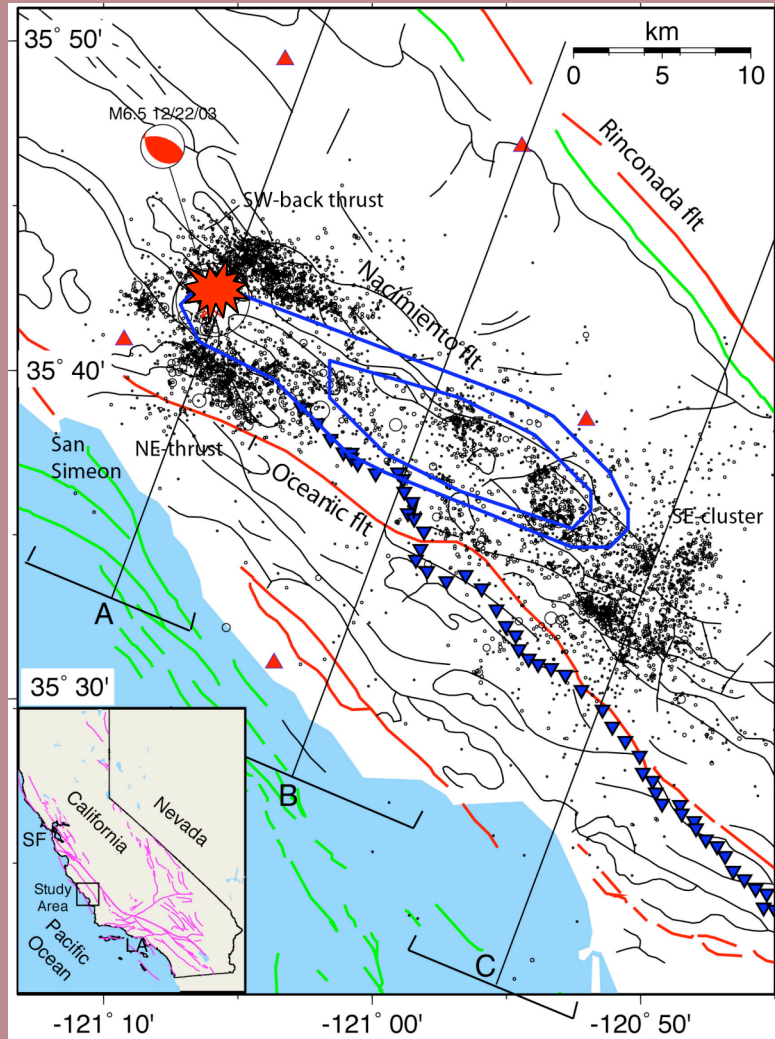 35° 50'
km
0 5 10
M6.5 12/22/03
Rinconada flt
SW-back thrust
Nacimiento flt
35° 40'
San
Simeon
NE-thrust
Oceanic flt
SE-cluster
A
35° 30'
B
California
Nevada
SF
Study
Area
LA
Pacific
Ocean
C
-121° 10'
-121° 00'
-120° 50'